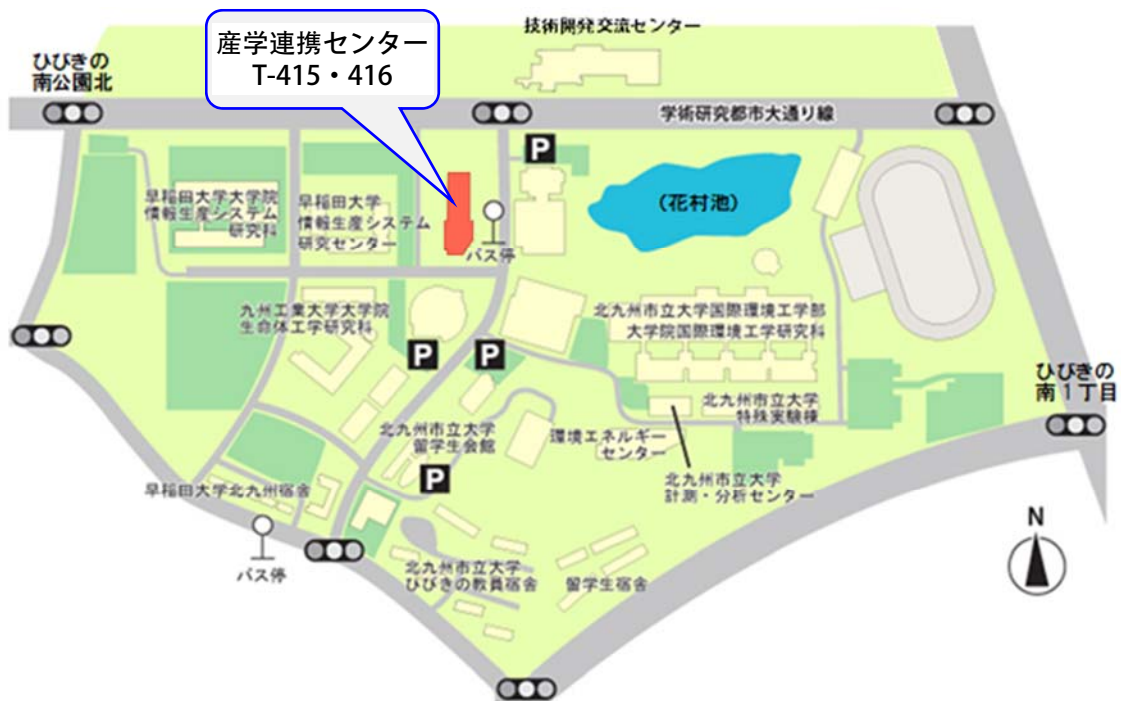 技術開発交流センター
産学連携センター
T-415・416
ひびきの
南公園北
学術研究都市大通り線
P
(花村池)
早稲田大学大学院
情報生産システム
研究科
早稲田大学
情報生産システム
研究センター
バス停
九州工業大学大学院
生命体工学研究科
北九州市立大学国際環境工学部
大学院国際環境工学研究科
P
P
ひびきの
南1丁目
北九州市立大学
特殊実験棟
北九州市立大学
留学生会館
環境エネルギー
センター
P
北九州市立大学
計測・分析センター
早稲田大学北九州宿舎
バス停
北九州市立大学
ひびきの教員宿舎
留学生宿舎
N